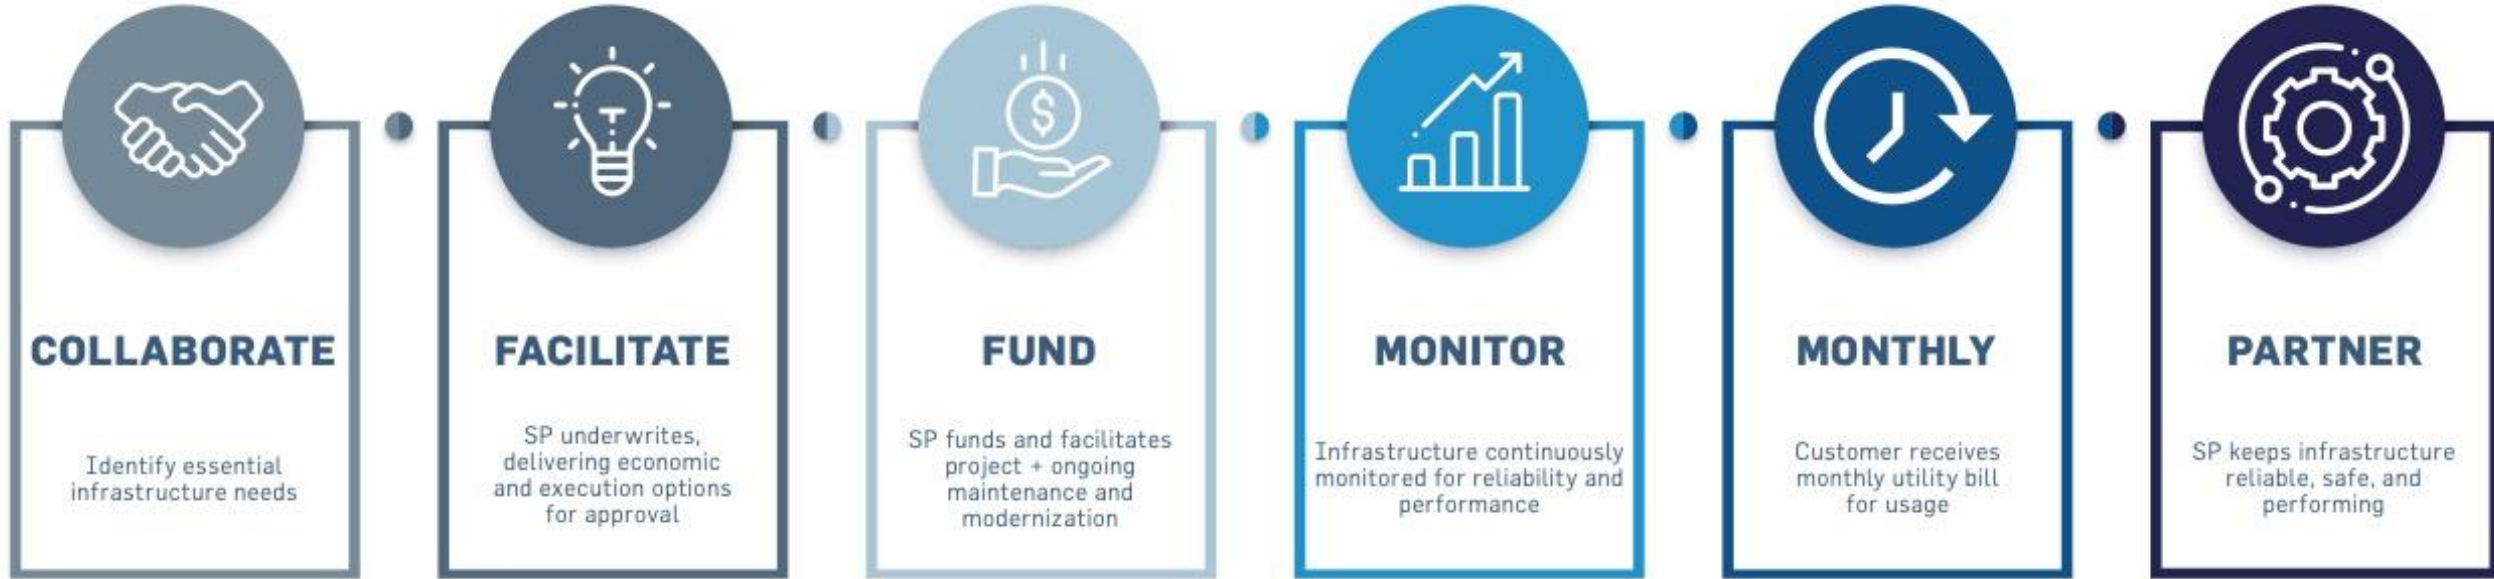 COLLABORATE
Identify essential
infrastructure needs
FACILITATE
SP underwrites,
delivering economic
and execution options
for approval
$
FUND
SP funds and facilitates
project + ongoing
maintenance and
modernization
MONITOR
Infrastructure continuously
monitored for reliability and
performance
MONTHLY
Customer receives
monthly utility bill
for usage
PARTNER
SP keeps infrastructure
reliable, safe, and
performing